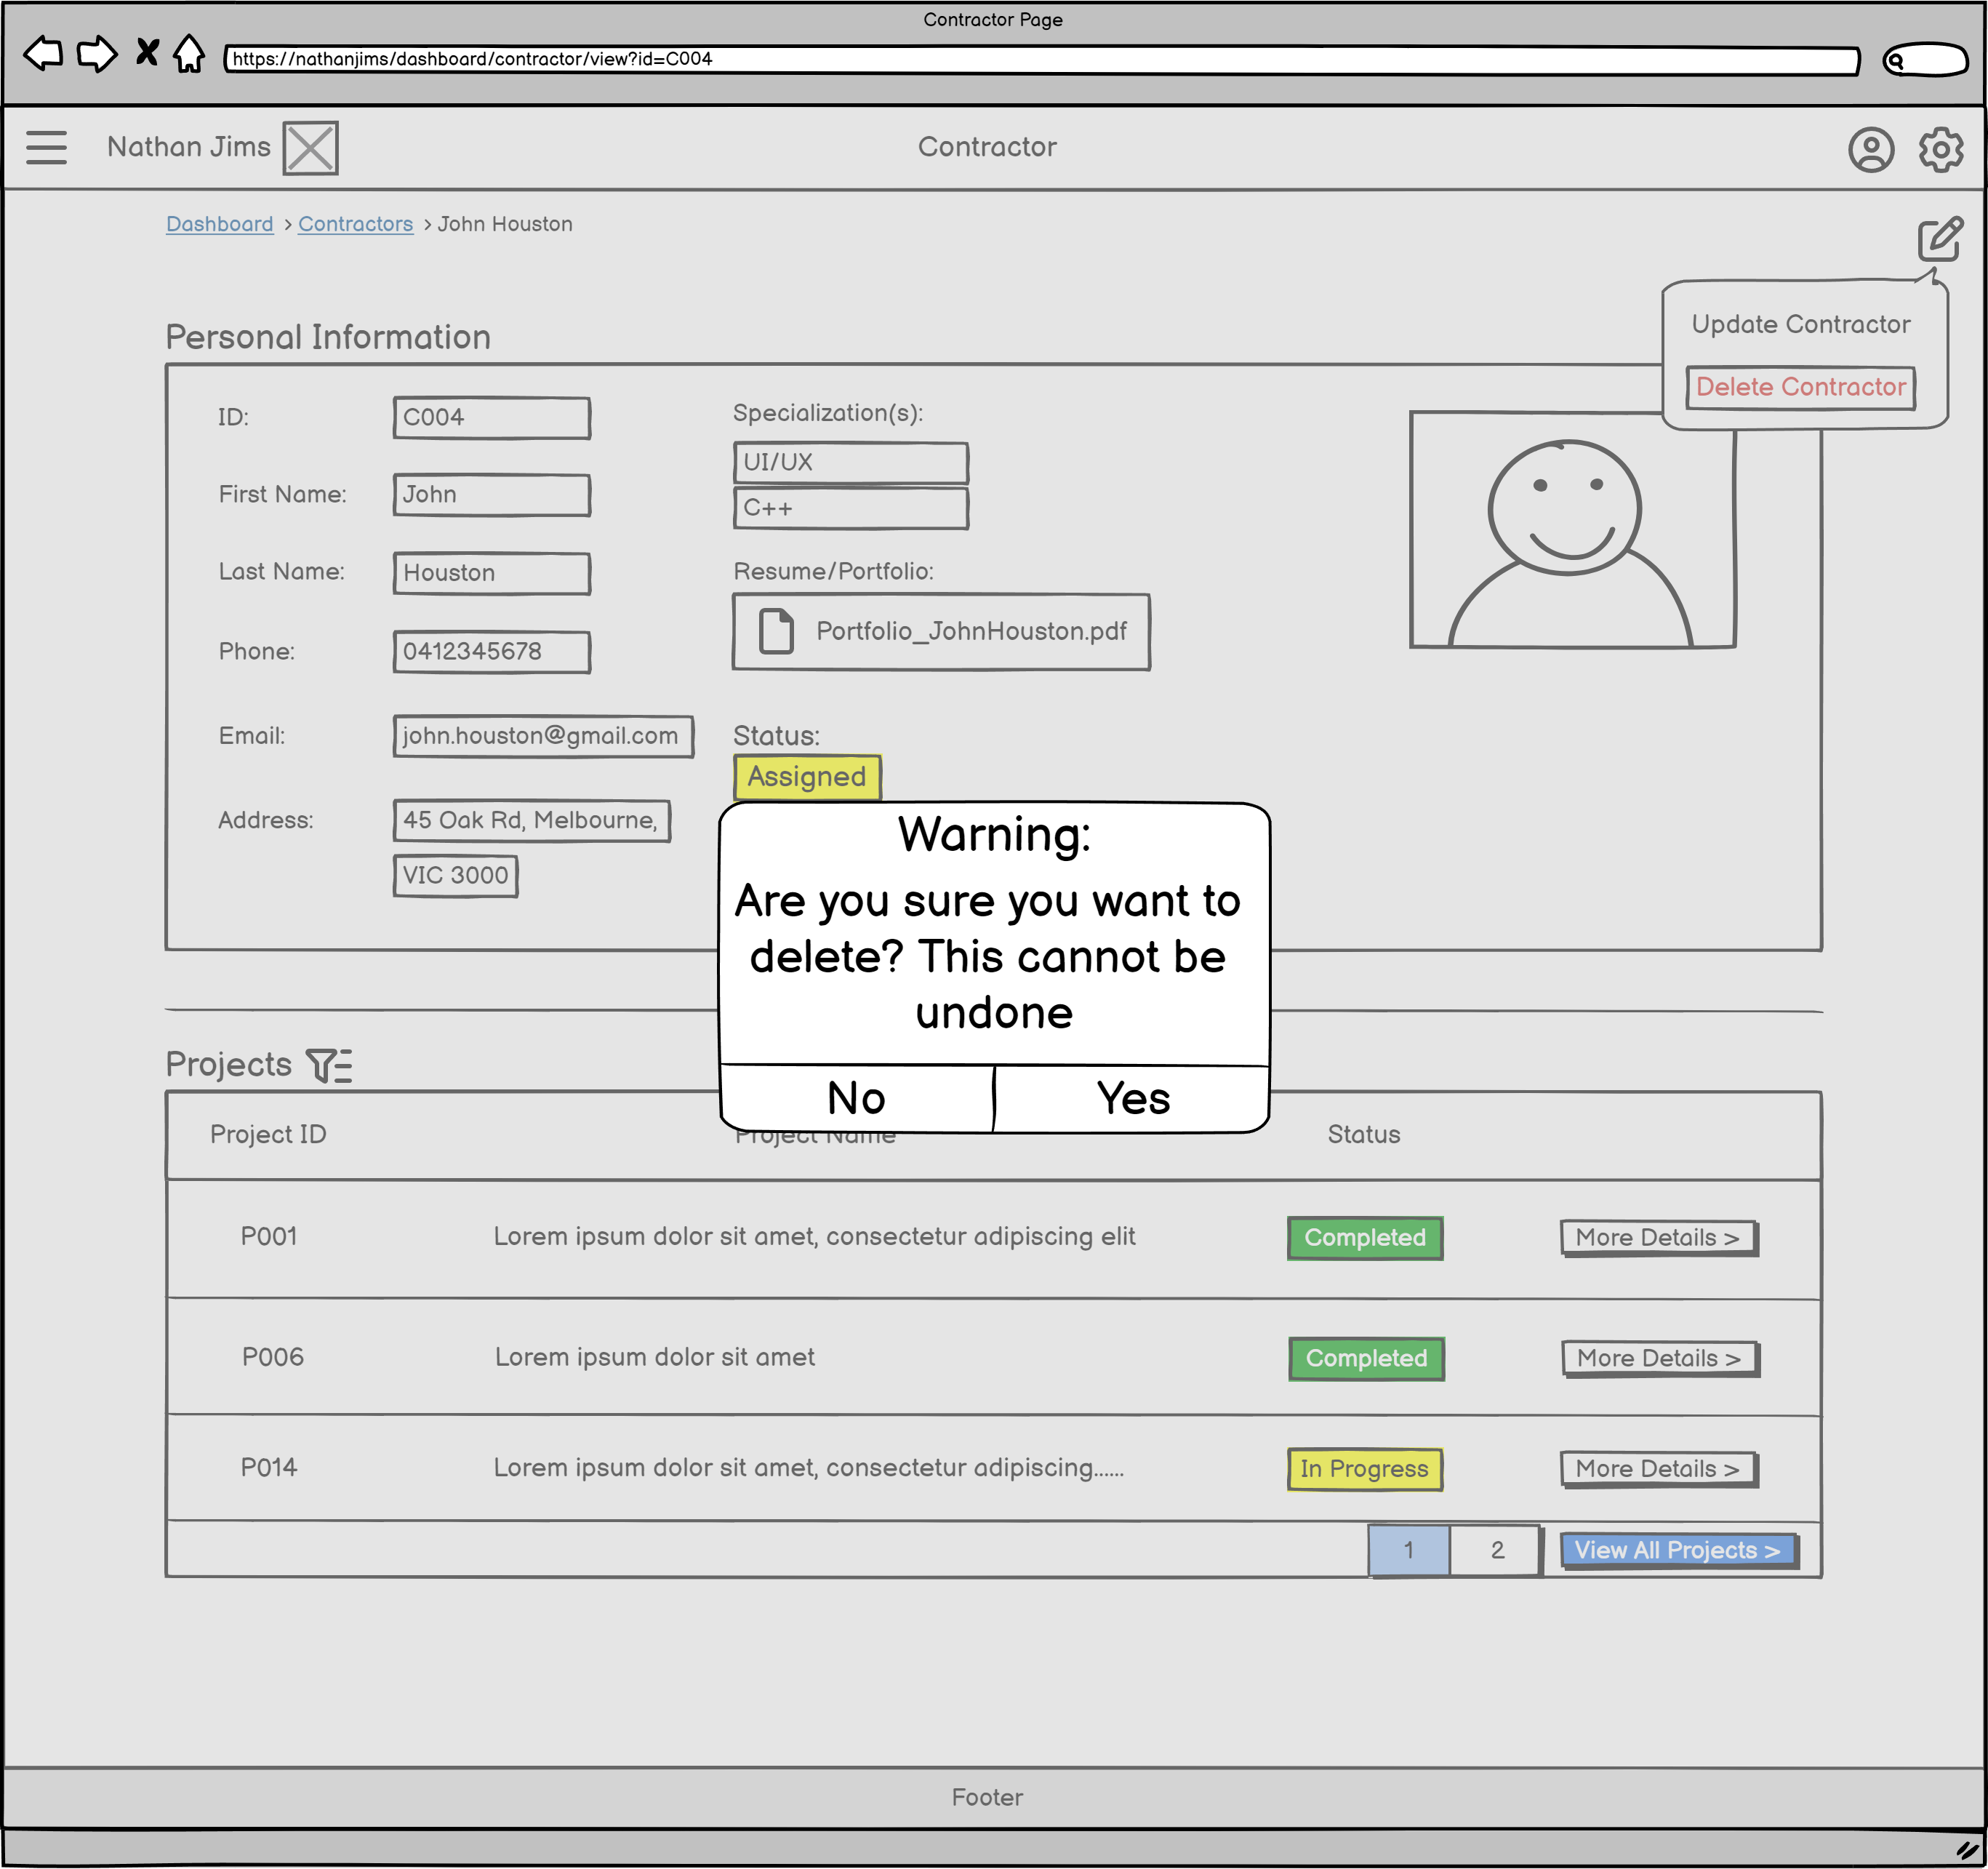 Contractor Page
https://nathanjims/dashboard/contractor/view?id=C004
Nathan Jims
Contractor
Dashboard > Contractors > John Houston
Update Contractor
Delete Contractor
Personal Information
ID: C004
First Name: John
Last Name: Houston
Phone: 0412345678
Email: john.houston@gmail.com
Address: 45 Oak Rd, Melbourne,
VIC 3000
Specialization(s):
UI/UX
C++
Resume/Portfolio:
Portfolio_JohnHouston.pdf
Status:
Assigned
Warning:
Are you sure you want to
delete? This cannot be
undone
No Yes
Projects
Project ID Project Name Status
P001 Lorem ipsum dolor sit amet, consectetur adipiscing elit Completed More Details >
P006 Lorem ipsum dolor sit amet Completed More Details >
P014 Lorem ipsum dolor sit amet, consectetur adipiscing...... In Progress More Details >
1 2 View All Projects >
Footer